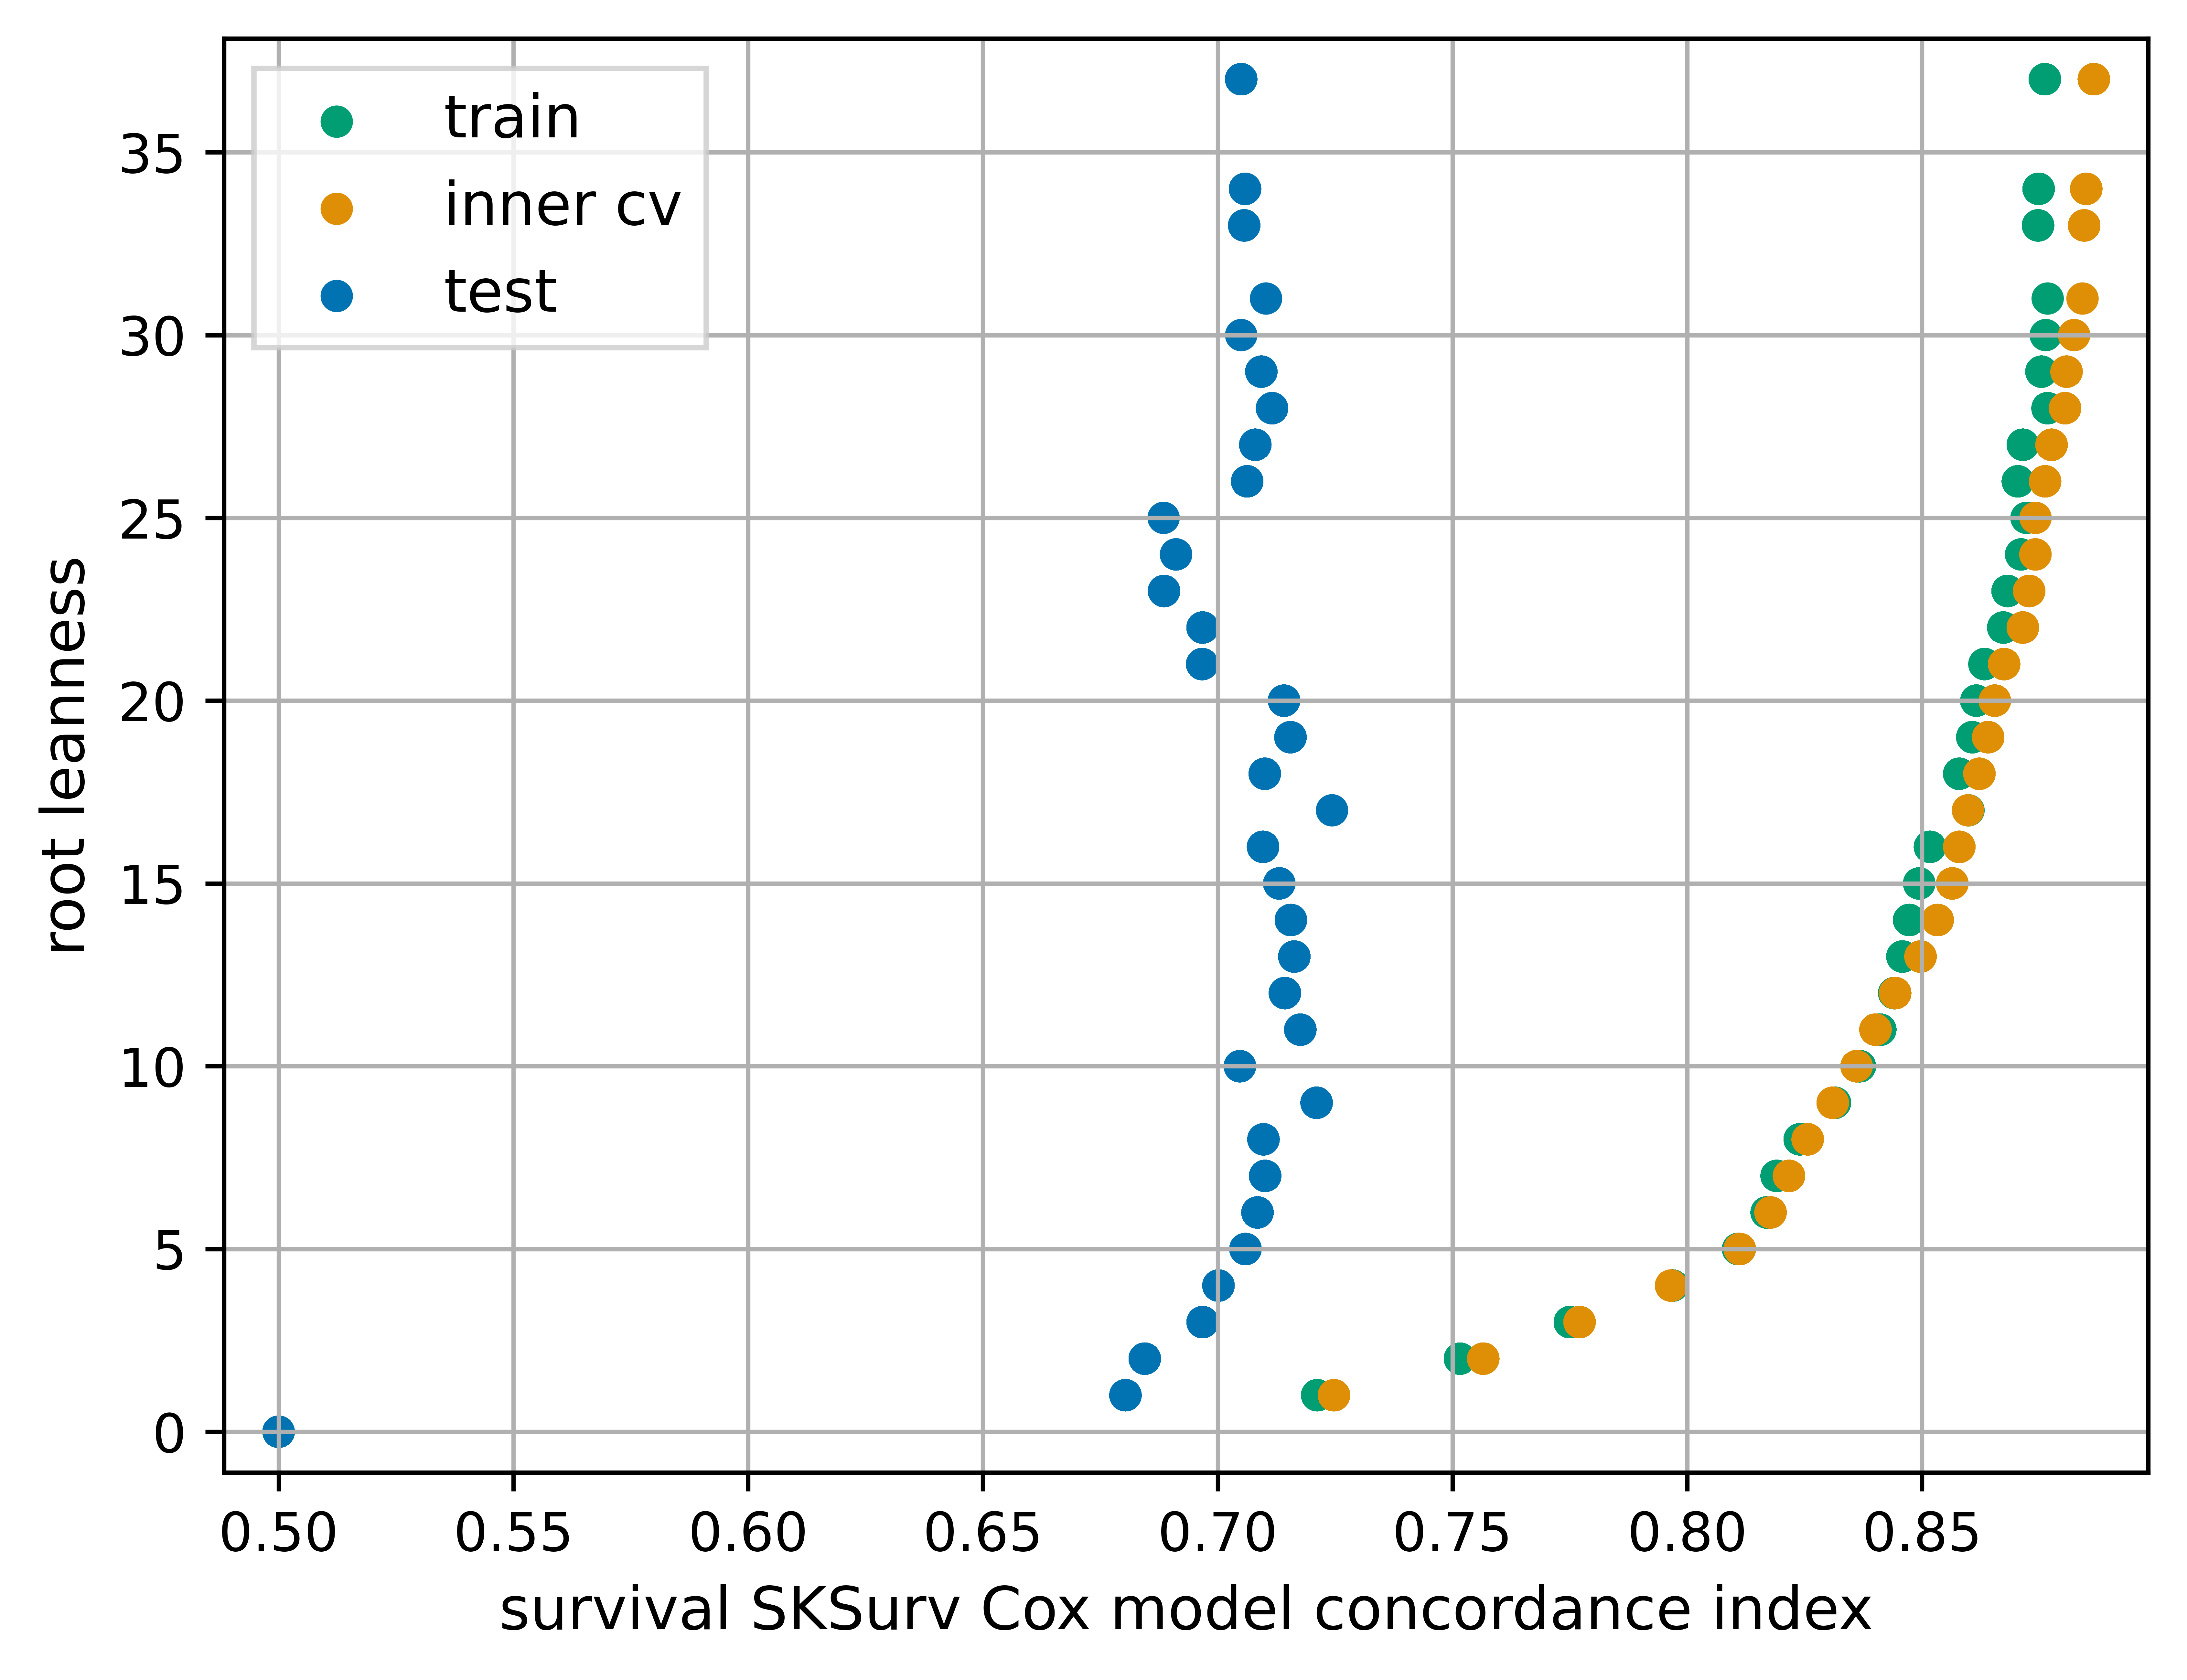 train
inner cv
test
35
30
25
20
15
10
5
0
root leanness
0.50 0.55 0.60 0.65 0.70 0.75 0.80 0.85
survival SKSurv Cox model concordance index